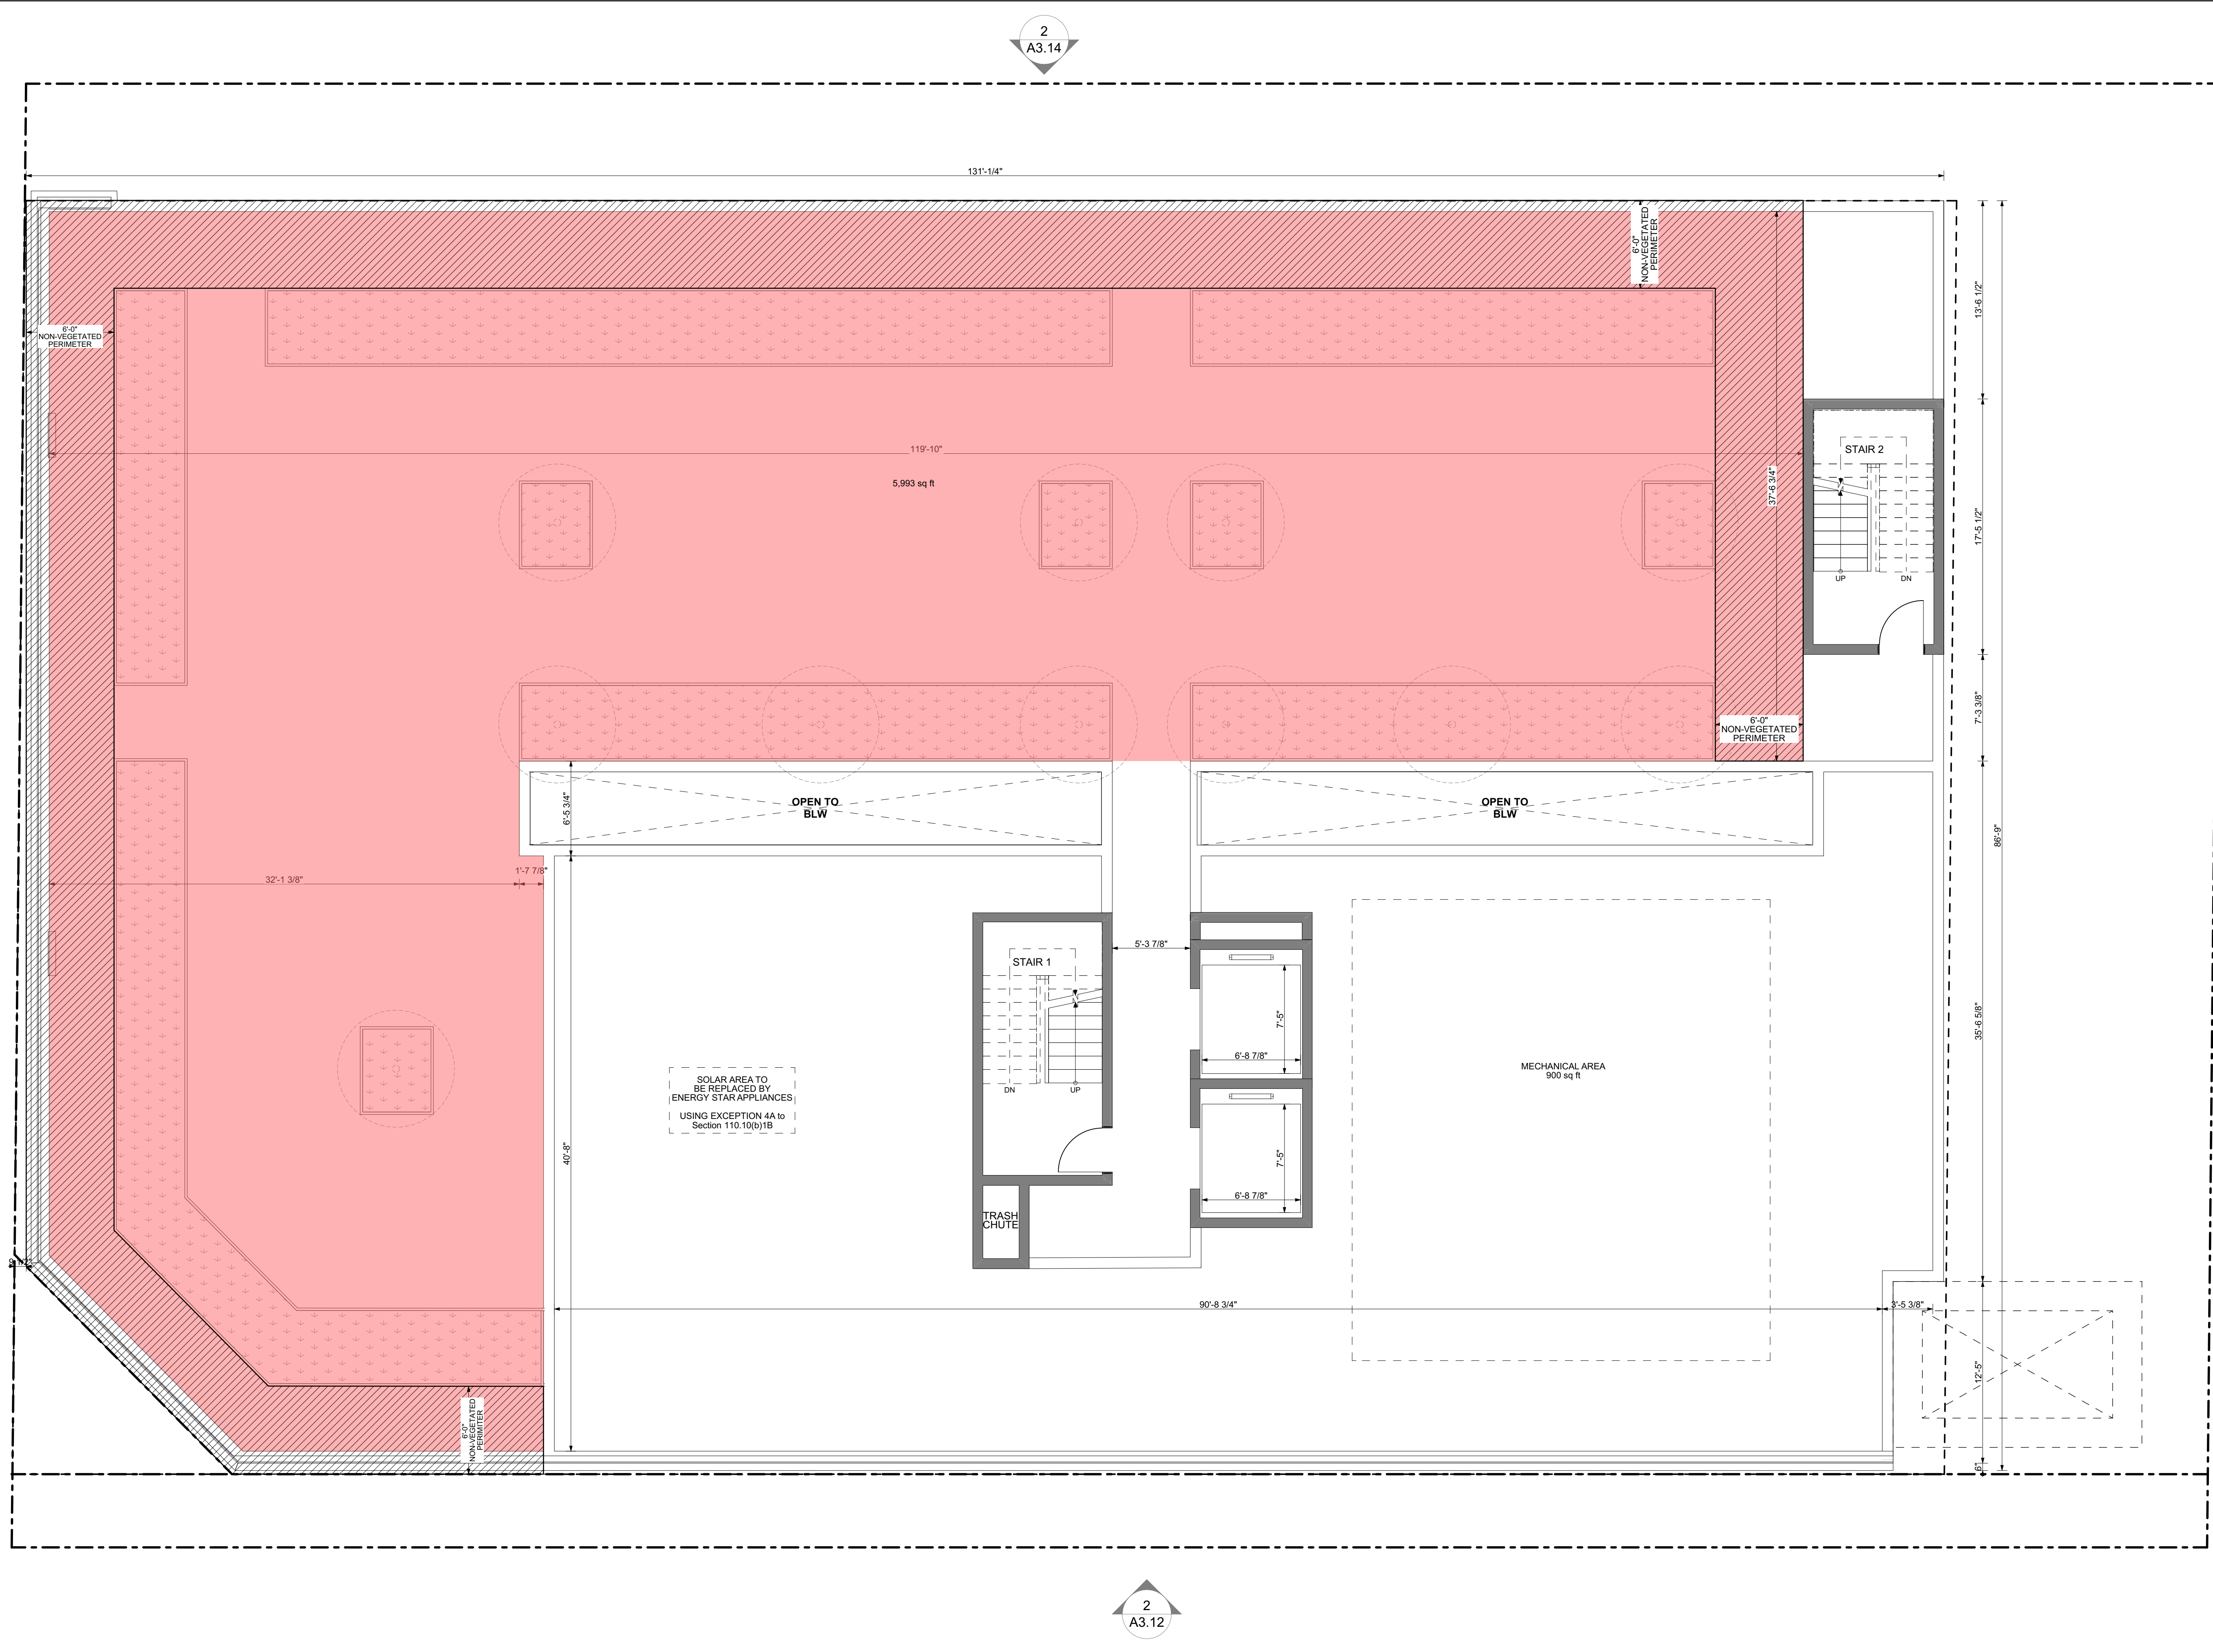 2
A3.14
131'-1/4"
6'-0"
NON-VEGETATED
PERIMETER
13'-6 1/2"
6'-0"
NON-VEGETATED
PERIMETER
119'-10"
5,993 sq ft
37'-6 3/4"
STAIR 2
UP
DN
17'-5 1/2"
7'-3 3/8"
6'-0"
NON-VEGETATED
PERIMETER
6'-5 3/4"
OPEN TO
BLW
OPEN TO
BLW
86'-9"
32'-1 3/8"
1'-7 7/8"
5'-3 7/8"
STAIR 1
DN
UP
7'-5"
6'-8 7/8"
35'-6 5/8"
SOLAR AREA TO
BE REPLACED BY
ENERGY STAR APPLIANCES
USING EXCEPTION 4A to
Section 110.10(b)1B
MECHANICAL AREA
900 sq ft
40'-8"
7'-5"
6'-8 7/8"
TRASH
CHUTE
90'-8 3/4"
3'-5 3/8"
12'-5"
6'-0"
NON-VEGETATED
PERIMITER
6"
2
A3.12